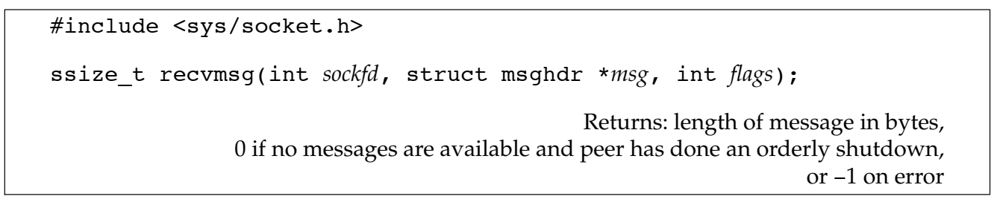 #include <sys/socket.h>
ssize_t recvmsg(int sockfd, struct msghdr *msg, int flags);
Returns: length of message in bytes,
0 if no messages are available and peer has done an orderly shutdown,
or –1 on error